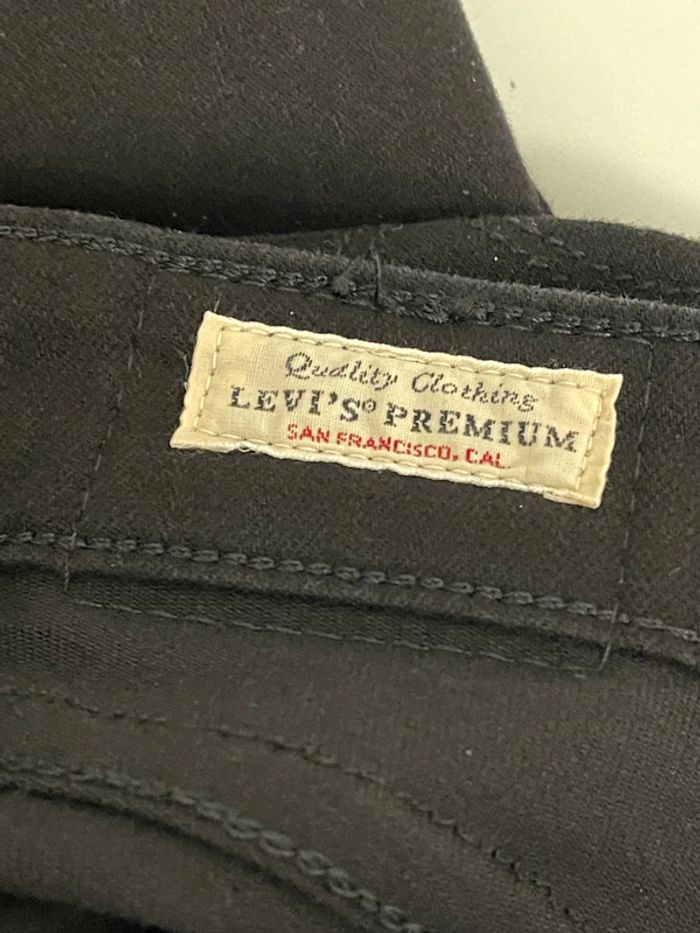 Quality Clothing
LEVI'S® PREMIUM
SAN FRANCISCO, CAL.